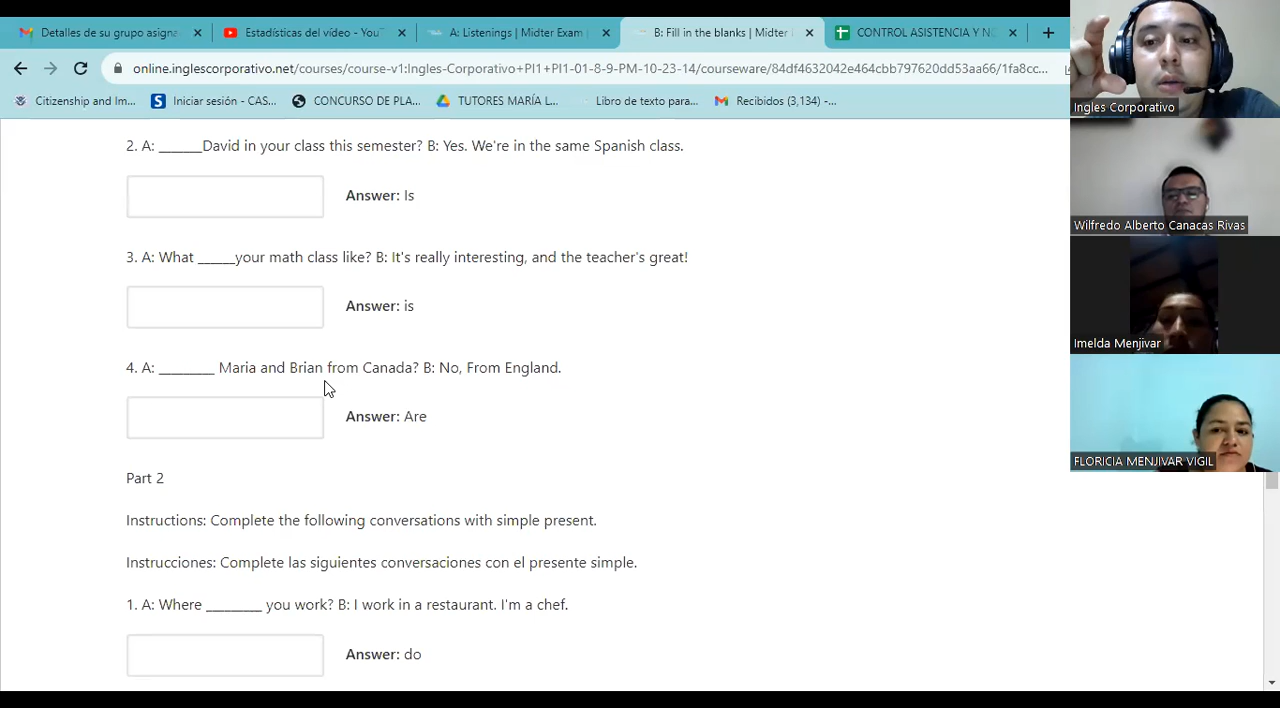 Detalles de su grupo asigna
Estadísticas del vídeo - YouT
A: Listenings | Midter Exam
B: Fill in the blanks | Midter
CONTROL ASISTENCIA Y NO
online.inglescorporativo.net/courses/course-v1:Ingles-Corporativo+PI1+PI1-01-8-9-PM-10-23-14/courseware/84df4632042e464cbb797620dd53aa66/1fa8cc...
Citizenship and Im...
Iniciar sesión - CAS...
CONCURSO DE PLA...
TUTORES MARÍA L...
Libro de texto para...
Recibidos (3,134) -...
2. A: _______David in your class this semester? B: Yes. We're in the same Spanish class.
Answer: Is
3. A: What ______your math class like? B: It's really interesting, and the teacher's great!
Answer: is
4. A: _________ Maria and Brian from Canada? B: No, From England.
Answer: Are
Part 2
Instructions: Complete the following conversations with simple present.
Instrucciones: Complete las siguientes conversaciones con el presente simple.
1. A: Where _________ you work? B: I work in a restaurant. I'm a chef.
Answer: do
Ingles Corporativo
Wilfredo Alberto Canacas Rivas
Imelda Menjivar
FLORICIA MENJIVAR VIGIL